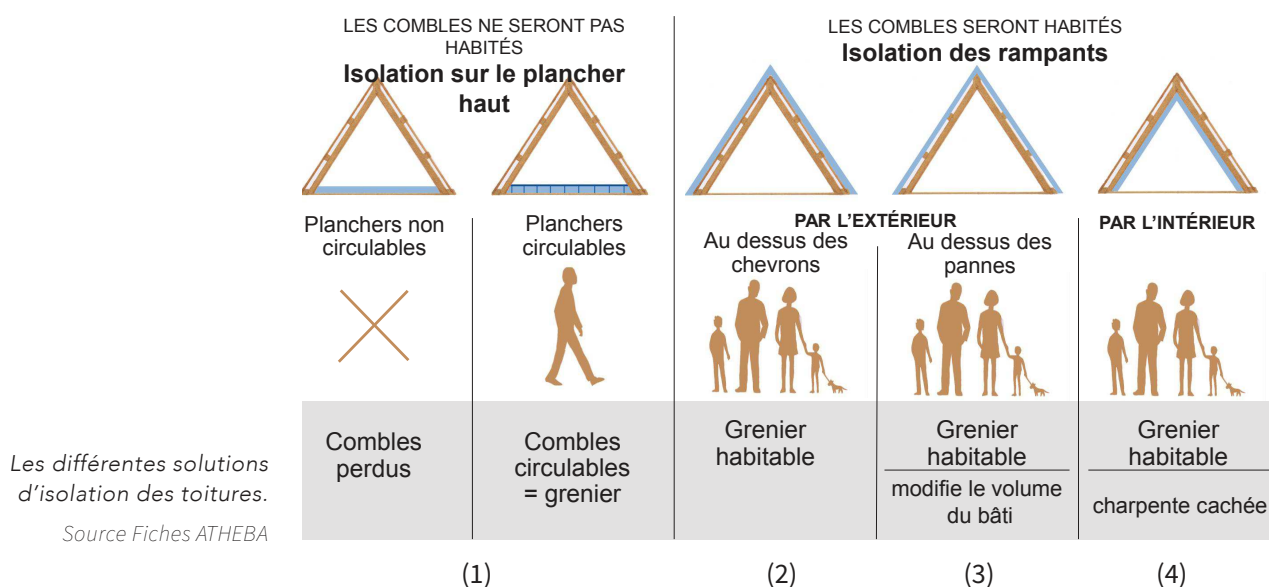 LES COMBLES NE SERONT PAS
HABITÉS
Isolation sur le plancher
haut
LES COMBLES SERONT HABITÉS
Isolation des rampants
Planchers non
circulables
Planchers
circulables
PAR L'EXTÉRIEUR
Au dessus des
chevrons
Au dessus des
pannes
PAR L'INTÉRIEUR
Combles
perdus
Combles
circulables
= grenier
Grenier
habitable
Grenier
habitable
modifie le volume
du bâti
Grenier
habitable
charpente cachée
Les différentes solutions
d'isolation des toitures.
Source Fiches ATHEBA
(1)
(2)
(3)
(4)